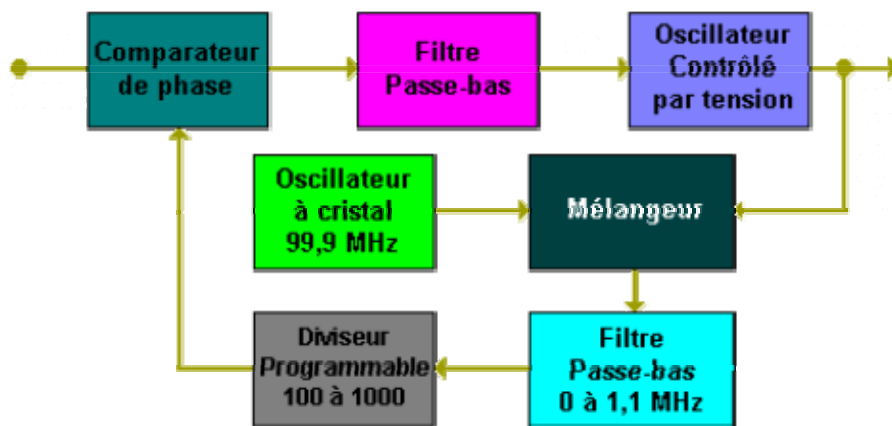 Comparateur
de phase
Filtre
Passe-bas
Oscillateur
Contrôlé
par tension
Oscillateur
à cristal
99,9 MHz
Mélangeur
Diviseur
Programmable
100 à 1000
Filtre
Passe-bas
0 à 1,1 MHz